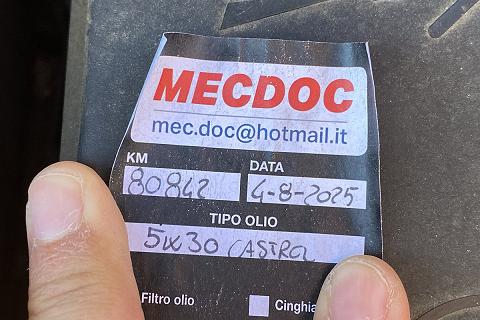 MECDOC
mec.doc@hotmail.it
KM DATA
80842 4-8-2025
TIPO OLIO
5W30 CASTROL
Filtro olio Cinghia